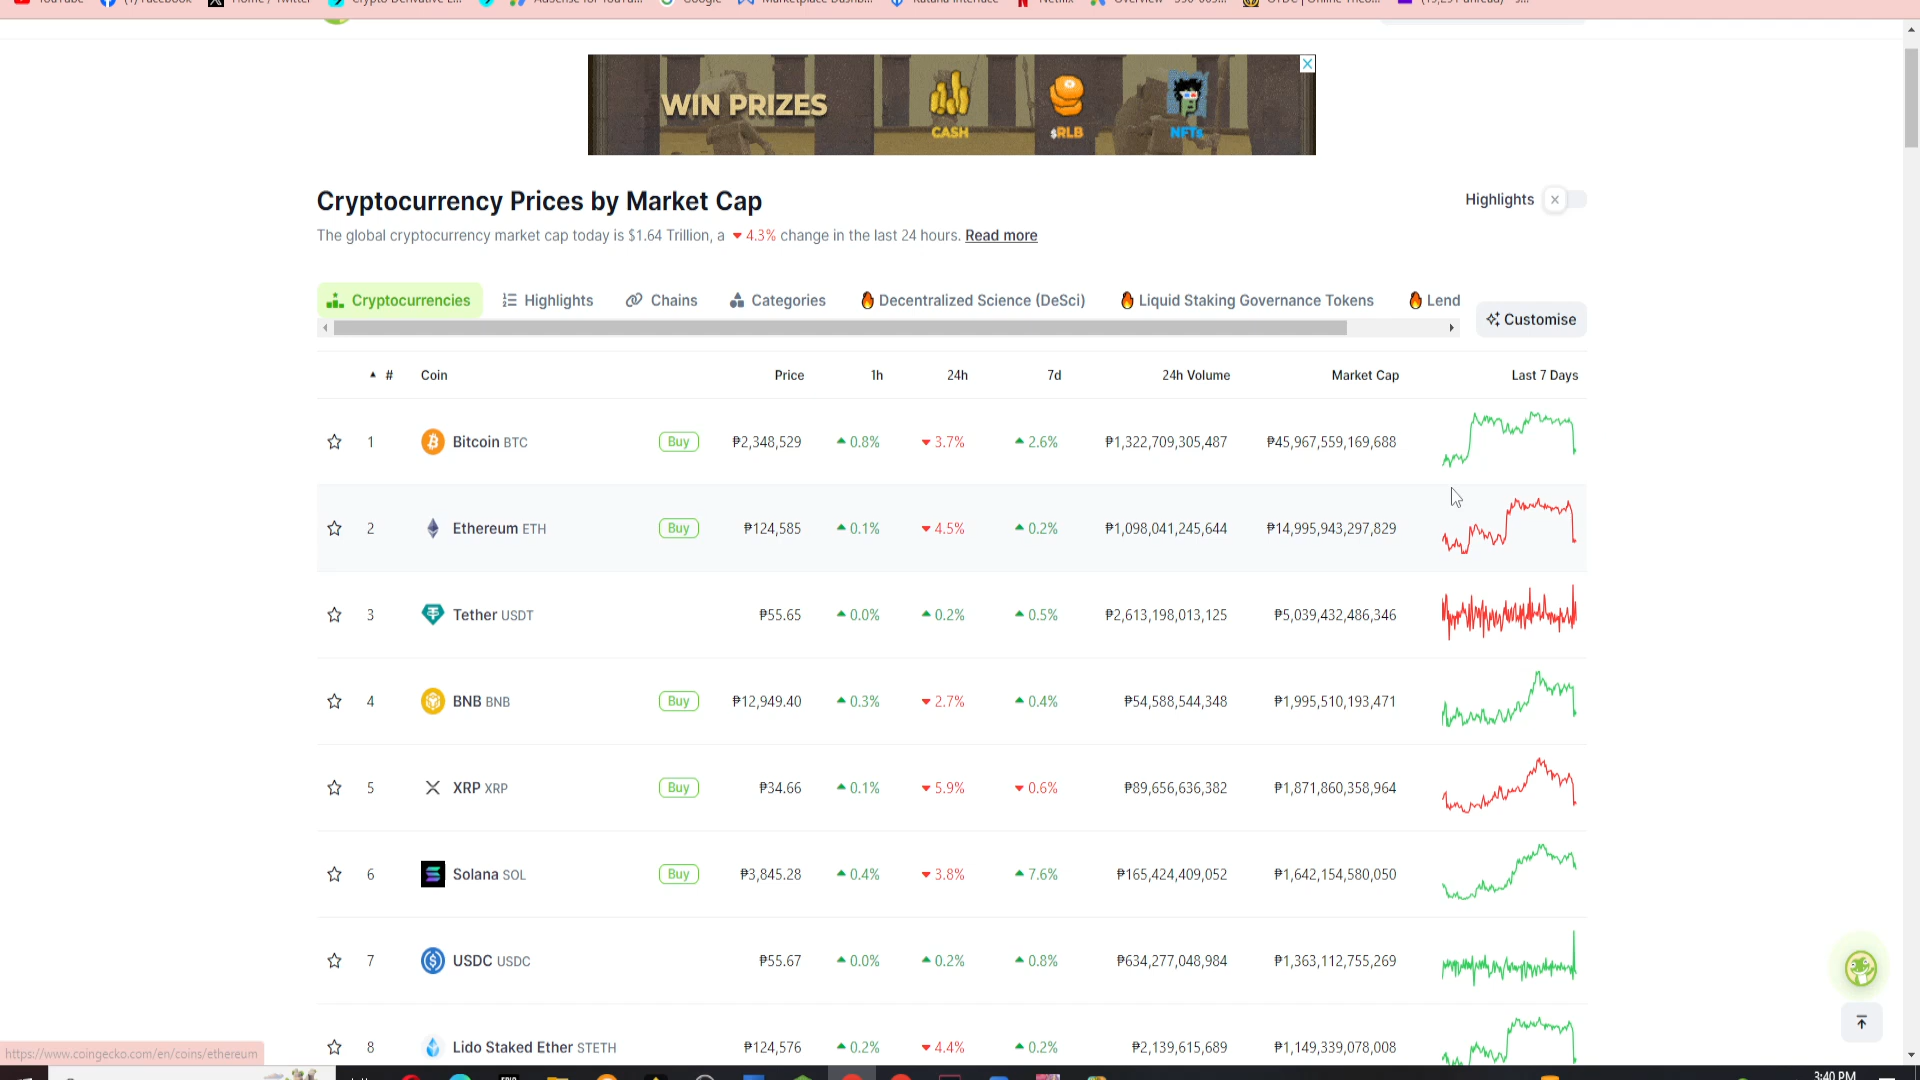 WIN PRIZES
CASH
$RLB
NFTs
Cryptocurrency Prices by Market Cap
Highlights
The global cryptocurrency market cap today is $1.64 Trillion, a ▼ 4.3% change in the last 24 hours. Read more
Cryptocurrencies Highlights Chains Categories Decentralized Science (DeSci) Liquid Staking Governance Tokens Lend
Customise
# Coin Price 1h 24h 7d 24h Volume Market Cap Last 7 Days
1 Bitcoin BTC Buy ₱2,348,529 ▲ 0.8% ▼ 3.7% ▲ 2.6% ₱1,322,709,305,487 ₱45,967,559,169,688
2 Ethereum ETH Buy ₱124,585 ▲ 0.1% ▼ 4.5% ▲ 0.2% ₱1,098,041,245,644 ₱14,995,943,297,829
3 Tether USDT ₱55.65 ▲ 0.0% ▲ 0.2% ▲ 0.5% ₱2,613,198,013,125 ₱5,039,432,486,346
4 BNB BNB Buy ₱12,949.40 ▲ 0.3% ▼ 2.7% ▲ 0.4% ₱54,588,544,348 ₱1,995,510,193,471
5 XRP XRP Buy ₱34.66 ▲ 0.1% ▼ 5.9% ▼ 0.6% ₱89,656,636,382 ₱1,871,860,358,964
6 Solana SOL Buy ₱3,845.28 ▲ 0.4% ▼ 3.8% ▲ 7.6% ₱165,424,409,052 ₱1,642,154,580,050
7 USDC USDC ₱55.67 ▲ 0.0% ▲ 0.2% ▲ 0.8% ₱634,277,048,984 ₱1,363,112,755,269
8 Lido Staked Ether STETH ₱124,576 ▲ 0.2% ▼ 4.4% ▲ 0.2% ₱2,139,615,689 ₱1,149,339,078,008
https://www.coingecko.com/en/coins/ethereum
3:40 PM